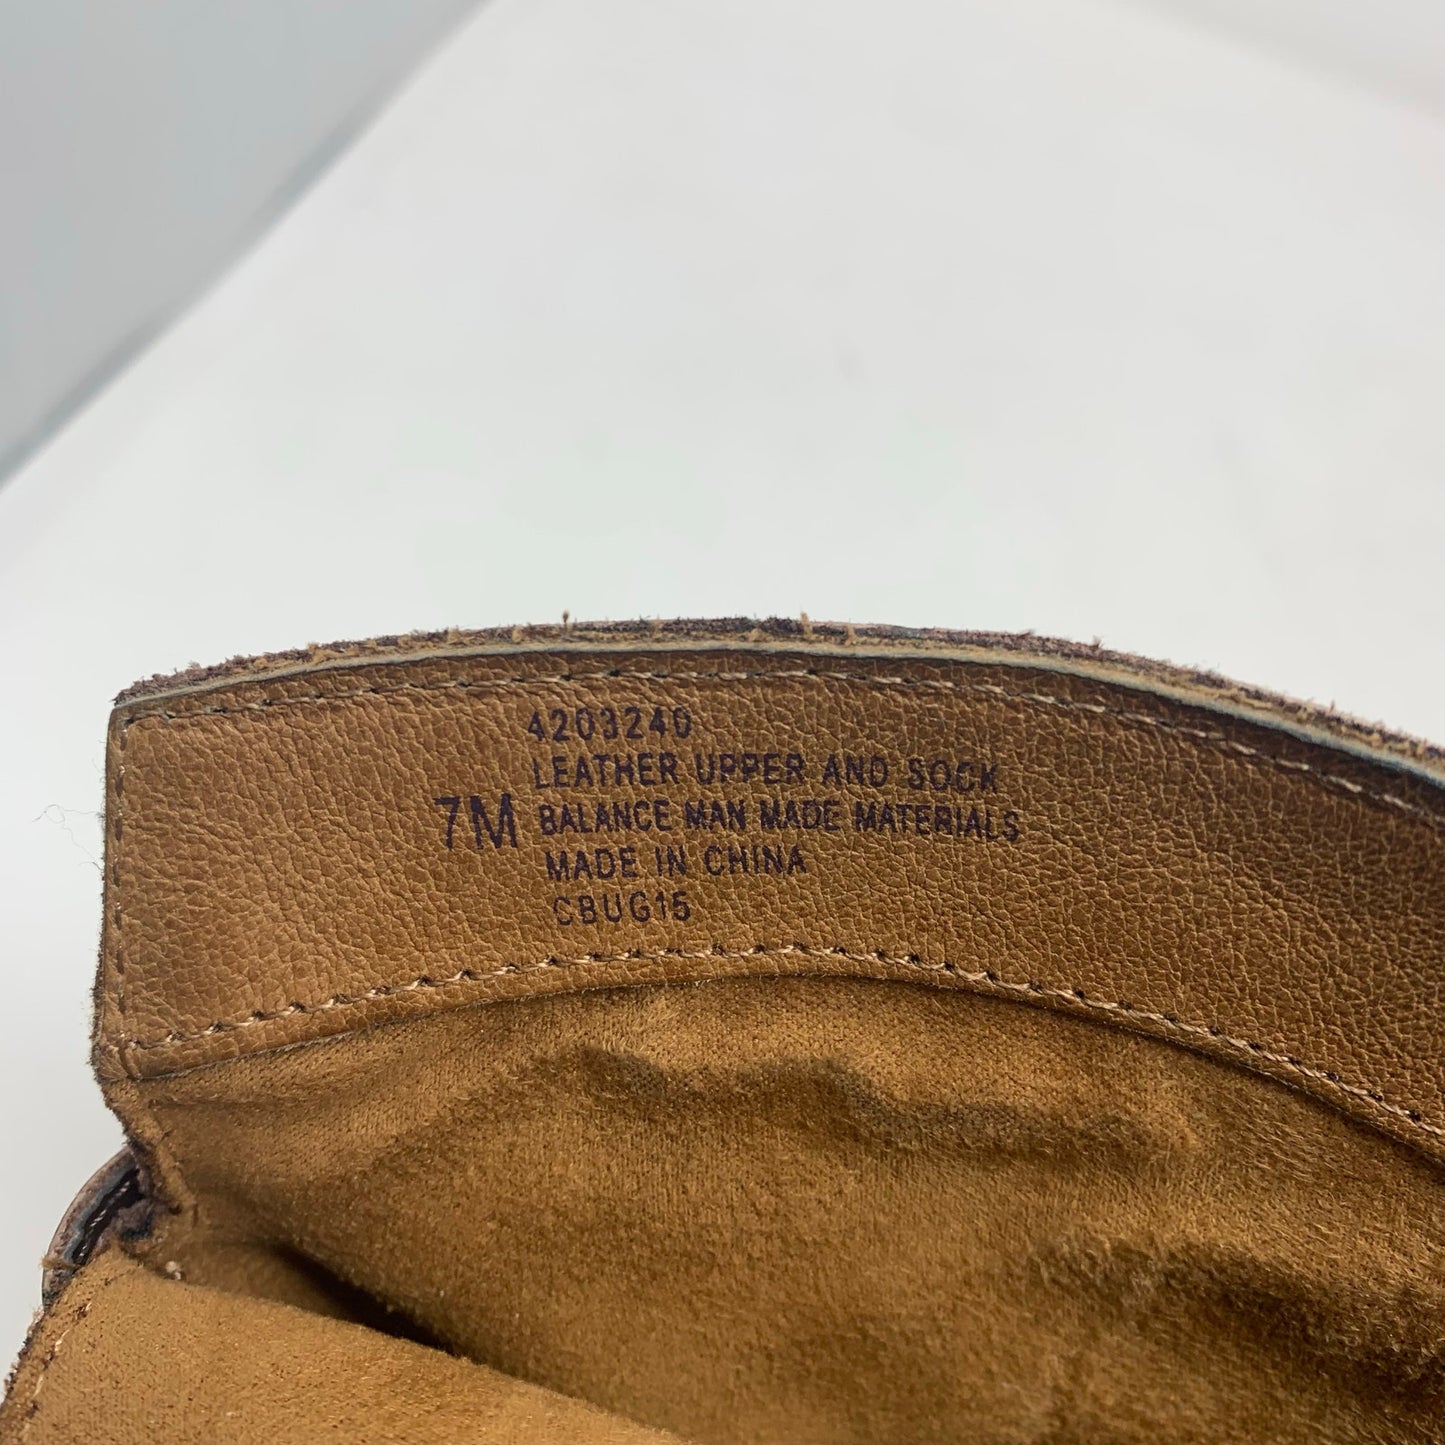 4203240
LEATHER UPPER AND SOCK
7M BALANCE MAN MADE MATERIALS
MADE IN CHINA
CBUG15